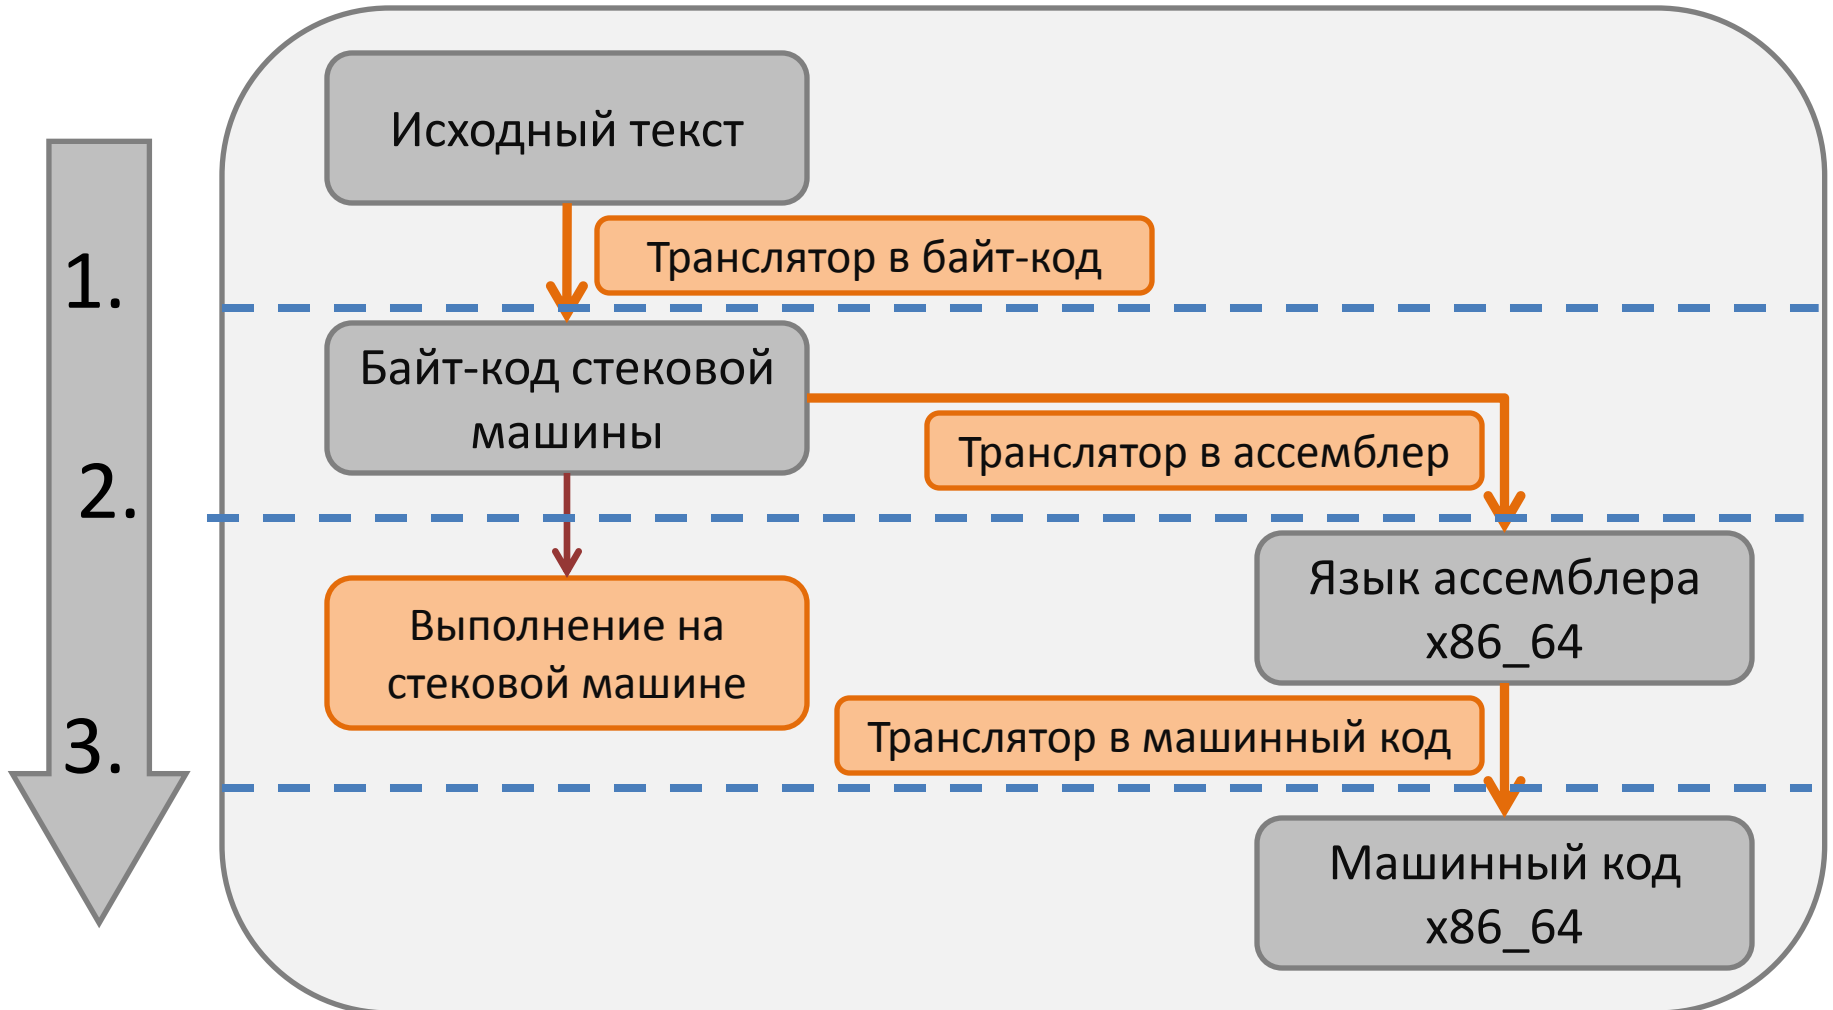 Исходный текст
Транслятор в байт-код
1.
Байт-код стековой
машины
Транслятор в ассемблер
2.
Язык ассемблера
x86_64
Выполнение на
стековой машине
Транслятор в машинный код
3.
Машинный код
x86_64